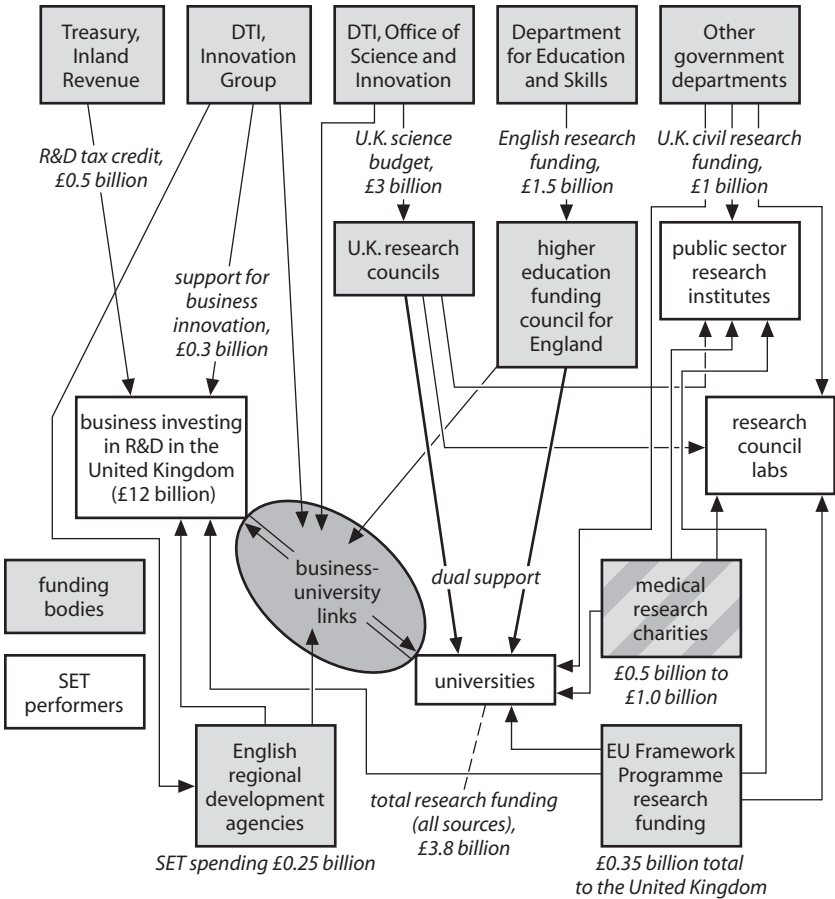 Treasury,
Inland
Revenue
DTI,
Innovation
Group
DTI, Office of
Science and
Innovation
Department
for Education
and Skills
Other
government
departments
R&D tax credit,
£0.5 billion
U.K. science
budget,
£3 billion
English research
funding,
£1.5 billion
U.K. civil research
funding,
£1 billion
support for
business
innovation,
£0.3 billion
U.K. research
councils
higher
education
funding
council for
England
public sector
research
institutes
business investing
in R&D in the
United Kingdom
(£12 billion)
research
council
labs
funding
bodies
business-
university
links
dual support
medical
research
charities
£0.5 billion to
£1.0 billion
SET
performers
universities
English
regional
development
agencies
SET spending £0.25 billion
total research funding
(all sources),
£3.8 billion
EU Framework
Programme
research
funding
£0.35 billion total
to the United Kingdom